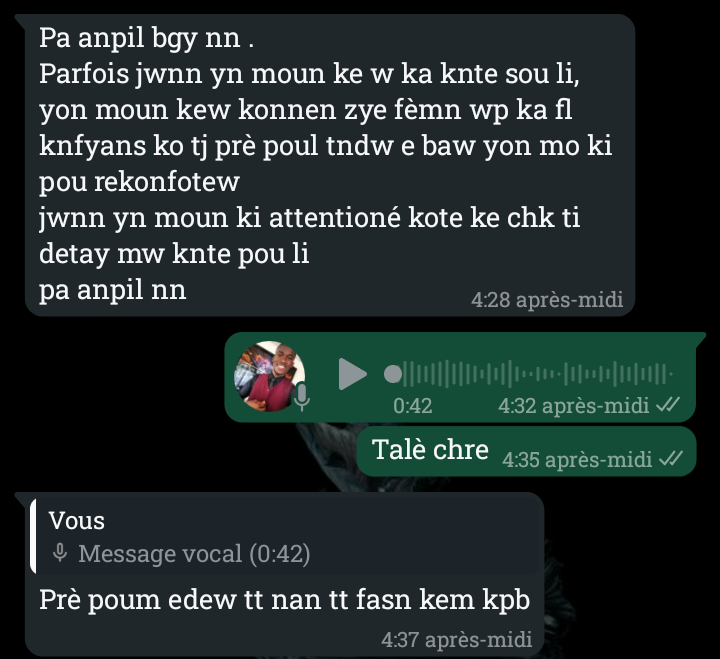 Pa anpil bgy nn .
Parfois jwnn yn moun ke w ka knte sou li,
yon moun kew konnen zye fèmn wp ka fl
knfyans ko tj prè poul tndw e baw yon mo ki
pou rekonfotew
jwnn yn moun ki attentioné kote ke chk ti
detay mw knte pou li
pa anpil nn
4:28 après-midi
0:42
4:32 après-midi
Talè chre
4:35 après-midi
Vous
Message vocal (0:42)
Prè poum edew tt nan tt fasn kem kpb
4:37 après-midi